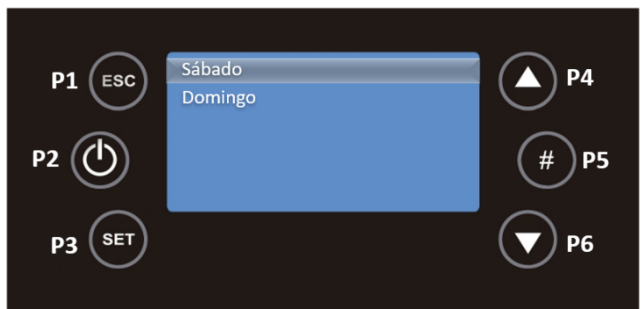 P1 ESC
Sábado
Domingo
P4
P2
# P5
P3 SET
P6